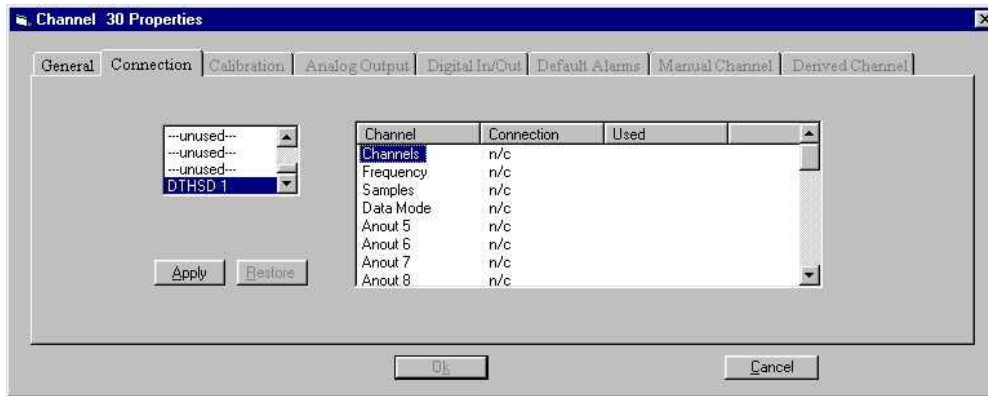 Channel 30 Properties
General Connection Calibration Analog Output Digital In/Out Default Alarms Manual Channel Derived Channel
---unused---
---unused---
---unused---
DTHSD 1
Apply Restore
Channel Connection Used
Channels n/c
Frequency n/c
Samples n/c
Data Mode n/c
Anout 5 n/c
Anout 6 n/c
Anout 7 n/c
Anout 8 n/c
Ok Cancel